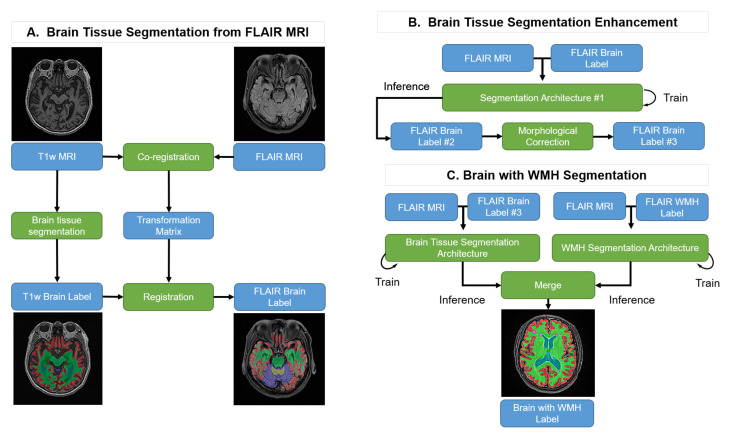 A. Brain Tissue Segmentation from FLAIR MRI
T1w MRI
Co-registration
FLAIR MRI
Brain tissue
segmentation
Transformation
Matrix
T1w Brain Label
Registration
FLAIR Brain
Label
B. Brain Tissue Segmentation Enhancement
FLAIR MRI
FLAIR Brain
Label
Inference
Segmentation Architecture #1
Train
FLAIR Brain
Label #2
Morphological
Correction
FLAIR Brain
Label #3
C. Brain with WMH Segmentation
FLAIR MRI
FLAIR Brain
Label #3
FLAIR MRI
FLAIR WMH
Label
Brain Tissue Segmentation
Architecture
WMH Segmentation Architecture
Train
Train
Inference
Merge
Inference
Brain with WMH
Label